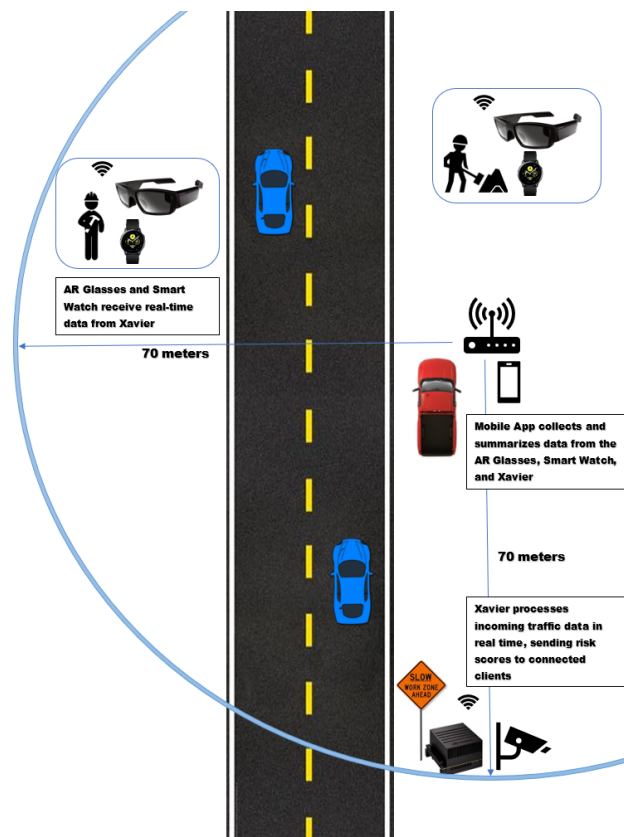 AR Glasses and Smart
Watch receive real-time
data from Xavier
70 meters
Mobile App collects and
summarizes data from the
AR Glasses, Smart Watch,
and Xavier
70 meters
Xavier processes
incoming traffic data in
real time, sending risk
scores to connected
clients
SLOW
WORK ZONE
AHEAD